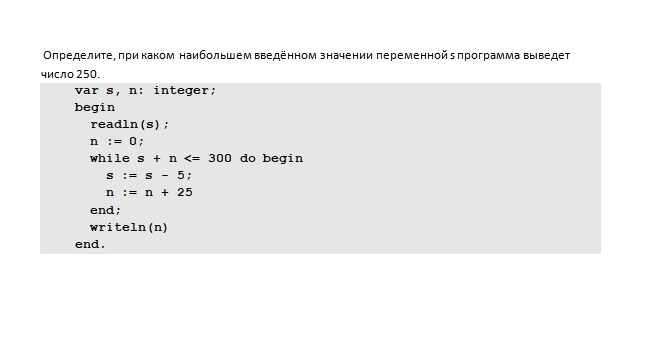 Определите, при каком наибольшем введённом значении переменной s программа выведет
число 250.
var s, n: integer;
begin
readln(s);
n := 0;
while s + n <= 300 do begin
s := s - 5;
n := n + 25
end;
writeln(n)
end.